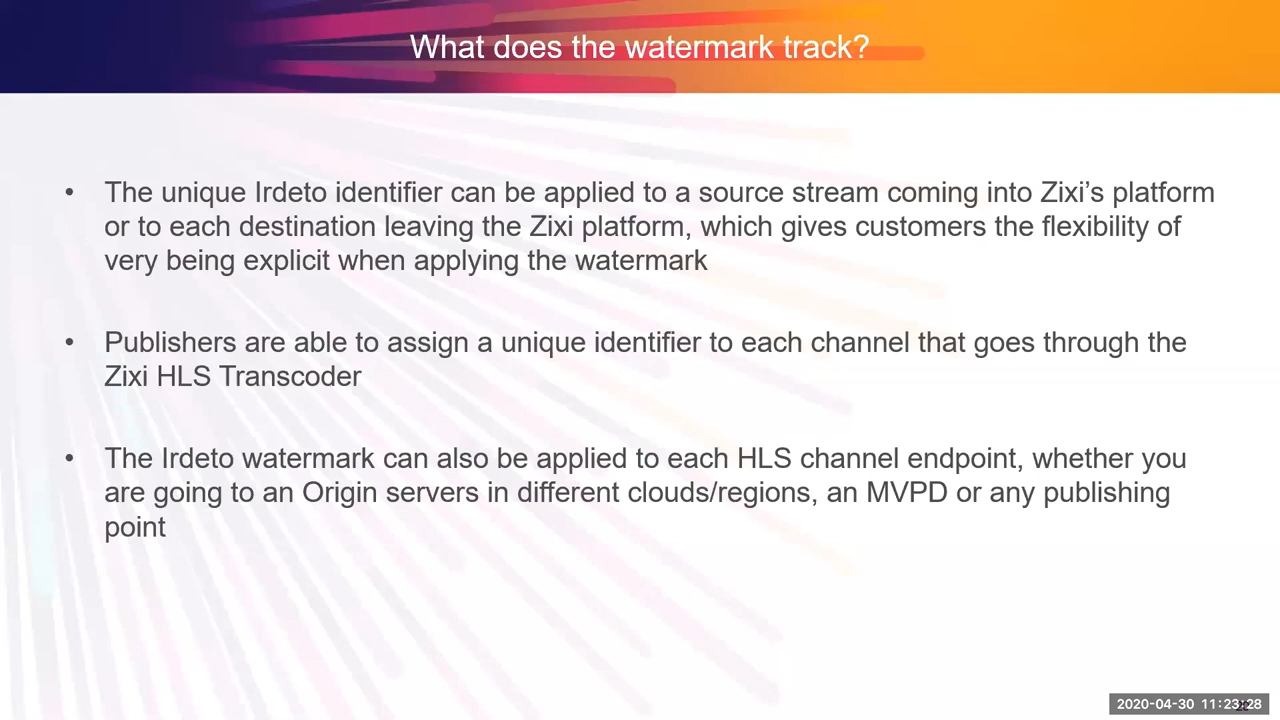 What does the watermark track?
• The unique Irdeto identifier can be applied to a source stream coming into Zixi’s platform
or to each destination leaving the Zixi platform, which gives customers the flexibility of
very being explicit when applying the watermark
• Publishers are able to assign a unique identifier to each channel that goes through the
Zixi HLS Transcoder
• The Irdeto watermark can also be applied to each HLS channel endpoint, whether you
are going to an Origin servers in different clouds/regions, an MVPD or any publishing
point
2020-04-30 11:23:28